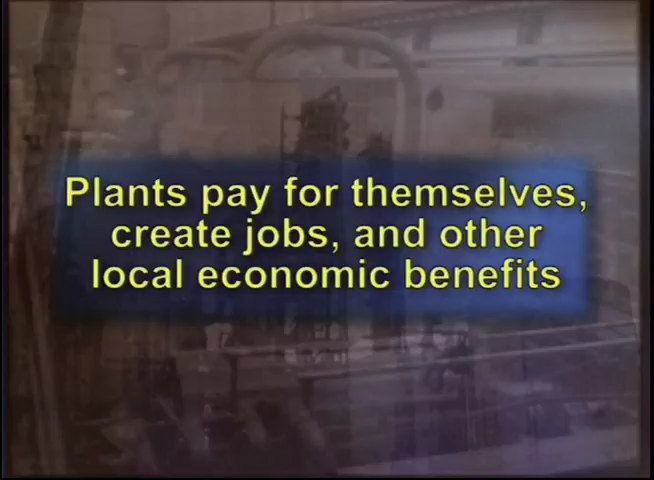 Plants pay for themselves,
create jobs, and other
local economic benefits